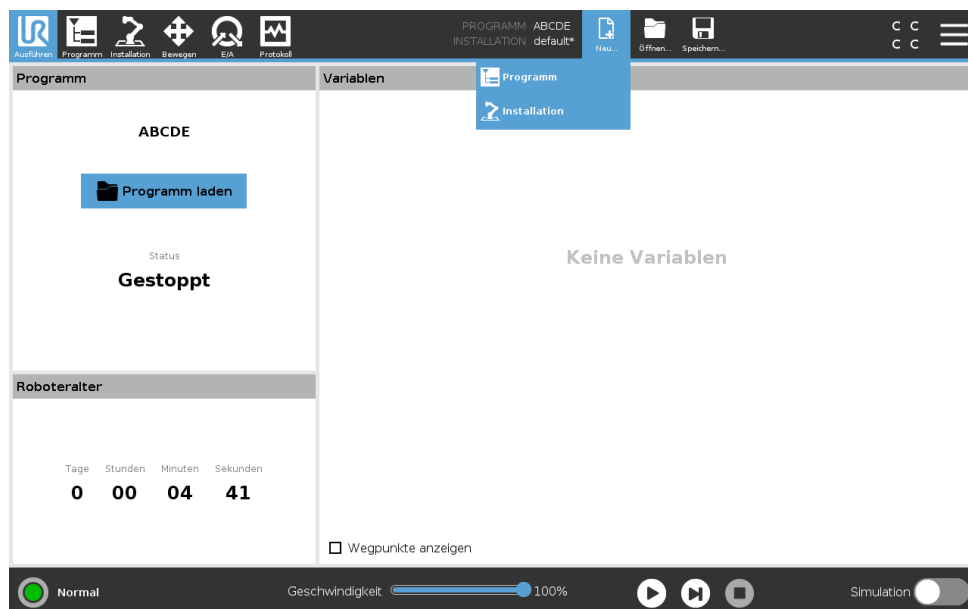 UR
Ausführen Programm Installation Bewegen E/A Protokoll
PROGRAMM ABCDE
INSTALLATION default*
Neu... Öffnen... Speichern...
C C
C C
Programm
Installation
Programm
ABCDE
Programm laden
Status
Gestoppt
Variablen
Keine Variablen
Wegpunkte anzeigen
Roboteralter
Tage Stunden Minuten Sekunden
0 00 04 41
Normal
Geschwindigkeit 100%
Simulation